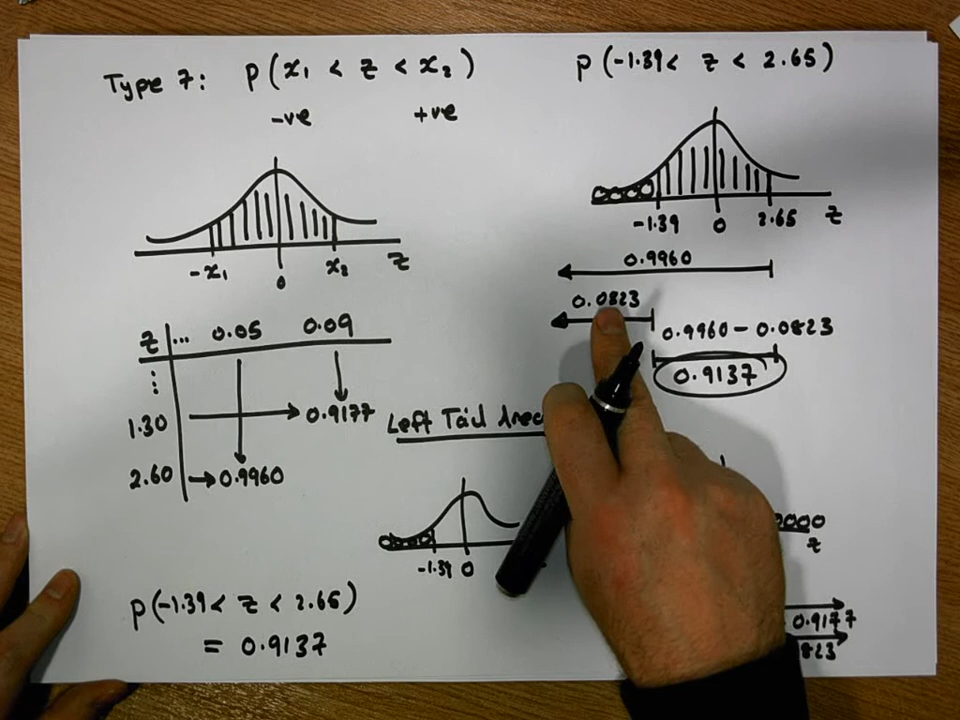 Type 7: P(x₁ < z < x₂)
-ve +ve
-x₁ 0 x₂ z
z ... 0.05 0.09
⋮
1.30 0.9177
2.60 0.9960
P(-1.39 < z < 2.65)
= 0.9137
P(-1.39 < z < 2.65)
-1.39 0 2.65 z
0.9960
0.0823
0.9960 - 0.0823
0.9137
Left Tail Area
-1.39 0
z
0.9177
823